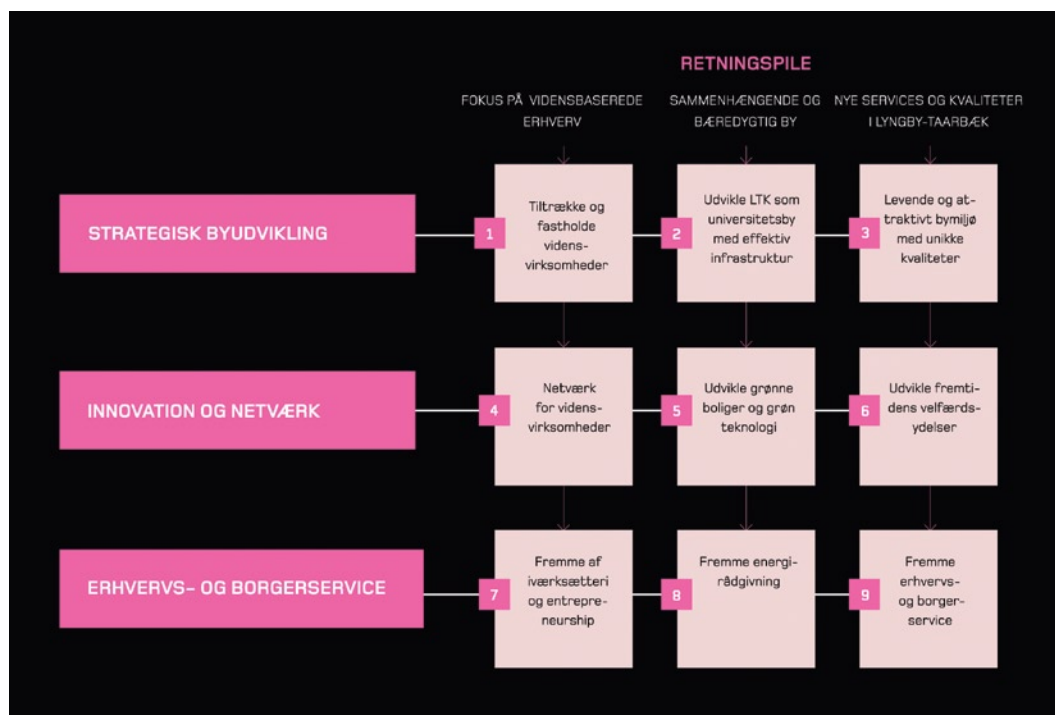 RETNINGSPILE
FOKUS PÅ VIDENSBASEREDE
ERHVERV
SAMMENHÆNGENDE OG
BÆREDYGTIG BY
NYE SERVICES OG KVALITETER
I LYNGBY-TAARBÆK
STRATEGISK BYUDVIKLING
1
Tiltrække og
fastholde
videns-
virksomheder
2
Udvikle LTK som
universitetsby
med effektiv
infrastruktur
3
Levende og at-
traktivt bymiljø
med unikke
kvaliteter
INNOVATION OG NETVÆRK
4
Netværk
for videns-
virksomheder
5
Udvikle grønne
boliger og grøn
teknologi
6
Udvikle fremti-
dens velfærds-
ydelser
ERHVERVS- OG BORGERSERVICE
7
Fremme af
iværksætteri
og entrepre-
neurship
8
Fremme energi-
rådgivning
9
Fremme
erhvervs-
og borger-
service